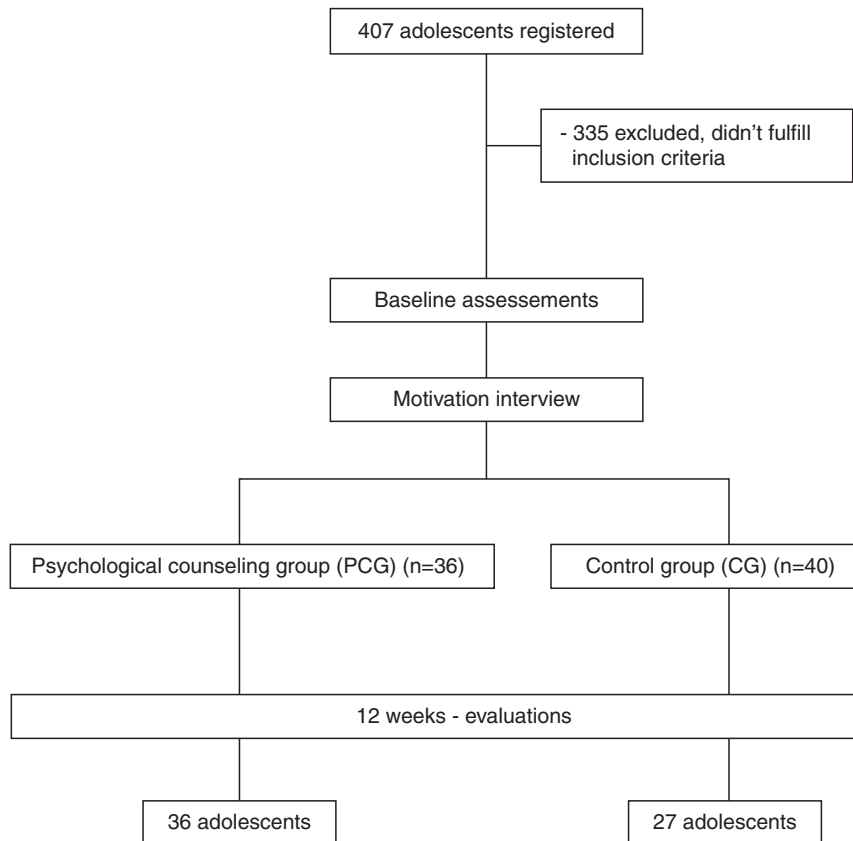 407 adolescents registered
- 335 excluded, didn't fulfill
inclusion criteria
Baseline assessements
Motivation interview
Psychological counseling group (PCG) (n=36)
Control group (CG) (n=40)
12 weeks - evaluations
36 adolescents
27 adolescents